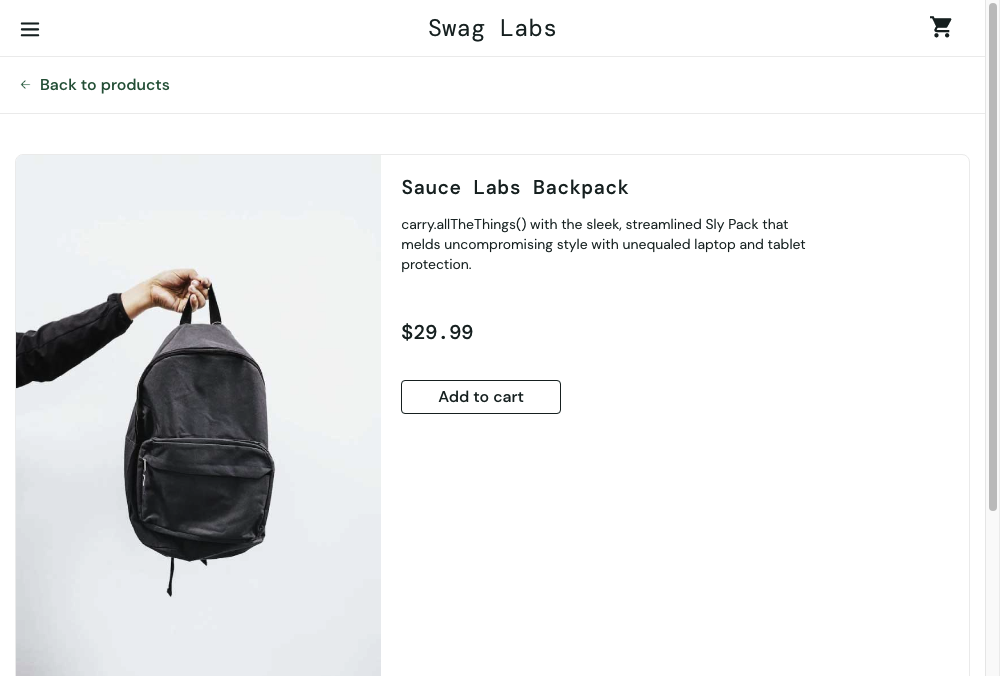 Swag Labs
Back to products
Sauce Labs Backpack
carry.allTheThings() with the sleek, streamlined Sly Pack that
melds uncompromising style with unequaled laptop and tablet
protection.
$29.99
Add to cart